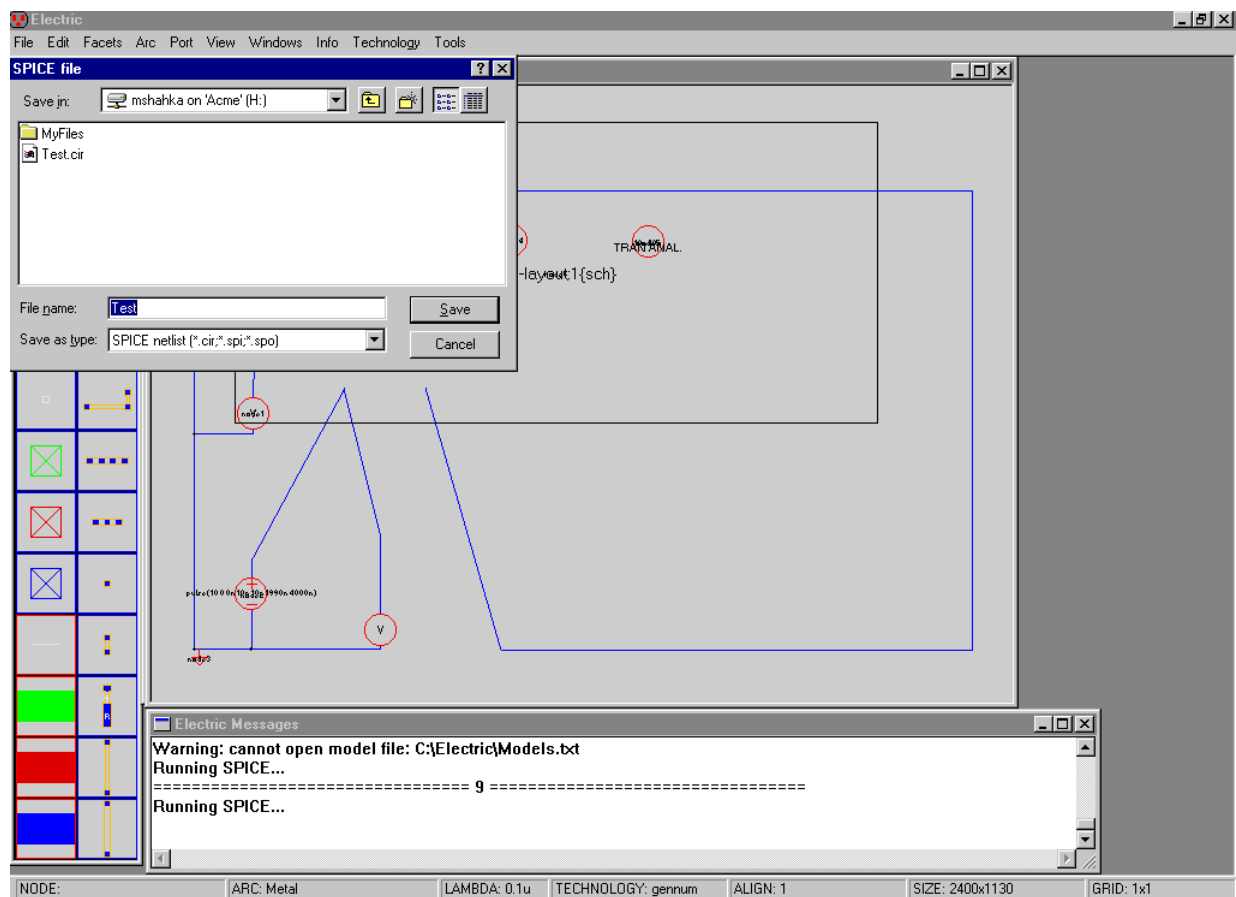 Electric
File Edit Facets Arc Port View Windows Info Technology Tools
SPICE file
Save in:
mshahka on 'Acme' (H:)
MyFiles
Test.cir
File name:
Test
Save
Save as type:
SPICE netlist (*.cir;*.spi;*.spo)
Cancel
4
TRAN ANAL.
-layout1{sch}
V
R
Electric Messages
Warning: cannot open model file: C:\Electric\Models.txt
Running SPICE...
================================= 9 =================================
Running SPICE...
NODE:
ARC: Metal
LAMBDA: 0.1u
TECHNOLOGY: gennum
ALIGN: 1
SIZE: 2400x1130
GRID: 1x1